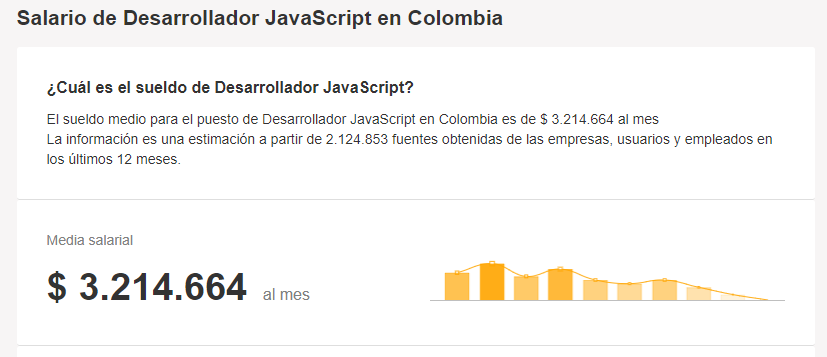 Salario de Desarrollador JavaScript en Colombia
¿Cuál es el sueldo de Desarrollador JavaScript?
El sueldo medio para el puesto de Desarrollador JavaScript en Colombia es de $ 3.214.664 al mes
La información es una estimación a partir de 2.124.853 fuentes obtenidas de las empresas, usuarios y empleados en
los últimos 12 meses.
Media salarial
$ 3.214.664 al mes